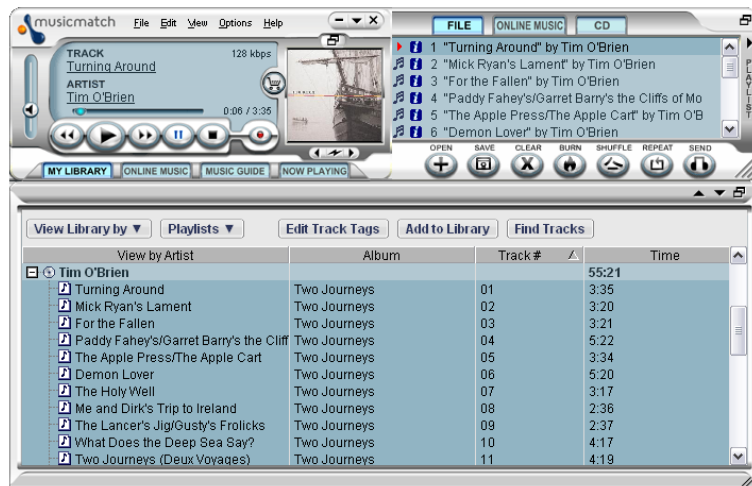 musicmatch File Edit View Options Help
TRACK 128 kbps
Turning Around
ARTIST
Tim O'Brien
0:06 / 3:35
MY LIBRARY ONLINE MUSIC MUSIC GUIDE NOW PLAYING
FILE ONLINE MUSIC CD
1 "Turning Around" by Tim O'Brien
2 "Mick Ryan's Lament" by Tim O'Brien
3 "For the Fallen" by Tim O'Brien
4 "Paddy Fahey's/Garret Barry's the Cliffs of Mo
5 "The Apple Press/The Apple Cart" by Tim O'B
6 "Demon Lover" by Tim O'Brien
PLAYLIST
OPEN SAVE CLEAR BURN SHUFFLE REPEAT SEND
View Library by Playlists Edit Track Tags Add to Library Find Tracks
View by Artist Album Track # Time
Tim O'Brien 55:21
Turning Around Two Journeys 01 3:35
Mick Ryan's Lament Two Journeys 02 3:20
For the Fallen Two Journeys 03 3:21
Paddy Fahey's/Garret Barry's the Cliff Two Journeys 04 5:22
The Apple Press/The Apple Cart Two Journeys 05 3:34
Demon Lover Two Journeys 06 5:20
The Holy Well Two Journeys 07 3:17
Me and Dirk's Trip to Ireland Two Journeys 08 2:36
The Lancer's Jig/Gusty's Frolicks Two Journeys 09 2:37
What Does the Deep Sea Say? Two Journeys 10 4:17
Two Journeys (Deux Voyages) Two Journeys 11 4:19